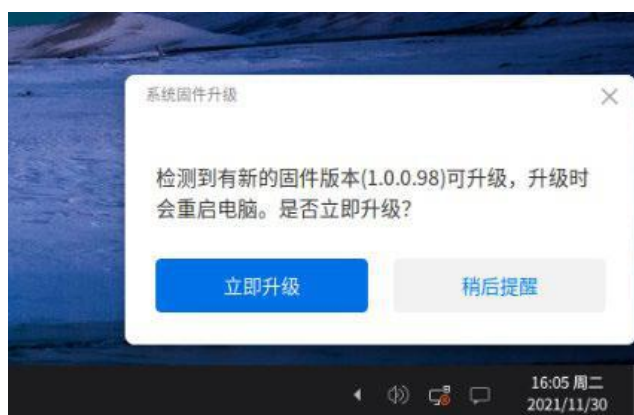 系统固件升级
检测到有新的固件版本(1.0.0.98)可升级，升级时
会重启电脑。是否立即升级？
立即升级
稍后提醒
16:05 周二
2021/11/30